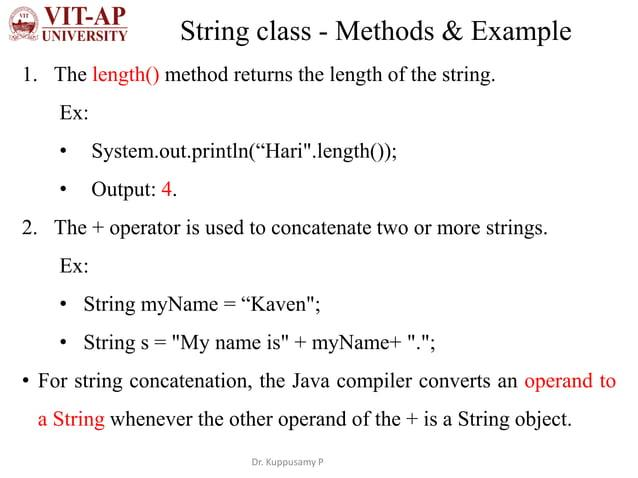 VIT-AP
UNIVERSITY
String class - Methods & Example
1. The length() method returns the length of the string.
Ex:
• System.out.println(“Hari".length());
• Output: 4.
2. The + operator is used to concatenate two or more strings.
Ex:
• String myName = “Kaven";
• String s = "My name is" + myName+ ".";
• For string concatenation, the Java compiler converts an operand to
a String whenever the other operand of the + is a String object.
Dr. Kuppusamy P